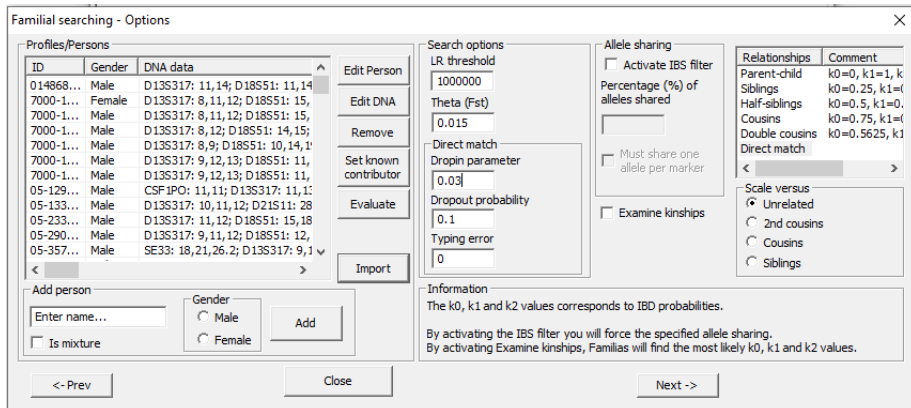 Familial searching - Options
Profiles/Persons
ID Gender DNA data
014868... Male D13S317: 11,14; D18S51: 11,14
7000-1... Female D13S317: 8,11,12; D18S51: 15,
7000-1... Male D13S317: 8,11,12; D18S51: 15,
7000-1... Male D13S317: 8,12; D18S51: 14,15;
7000-1... Male D13S317: 8,9; D18S51: 10,14,1
7000-1... Male D13S317: 9,12,13; D18S51: 11,
7000-1... Male D13S317: 9,12,13; D18S51: 11,
05-129... Male CSF1PO: 11,11; D13S317: 11,13
05-133... Male D13S317: 10,11,12; D21S11: 28
05-233... Male D13S317: 11,12; D18S51: 15,18
05-290... Male D13S317: 9,11,12; D18S51: 12,
05-357... Male SE33: 18,21,26.2; D13S317: 9,1
Edit Person
Edit DNA
Remove
Set known
contributor
Evaluate
Import
Add person
Enter name...
Is mixture
Gender
Male
Female
Add
Search options
LR threshold
1000000
Theta (Fst)
0.015
Direct match
Dropin parameter
0.03
Dropout probability
0.1
Typing error
0
Allele sharing
Activate IBS filter
Percentage (%) of
alleles shared
Must share one
allele per marker
Examine kinships
Relationships Comment
Parent-child k0=0, k1=1, k
Siblings k0=0.25, k1=
Half-siblings k0=0.5, k1=0.
Cousins k0=0.75, k1=
Double cousins k0=0.5625, k1
Direct match
Scale versus
Unrelated
2nd cousins
Cousins
Siblings
Information
The k0, k1 and k2 values corresponds to IBD probabilities.
By activating the IBS filter you will force the specified allele sharing.
By activating Examine kinships, Familias will find the most likely k0, k1 and k2 values.
<- Prev
Close
Next ->